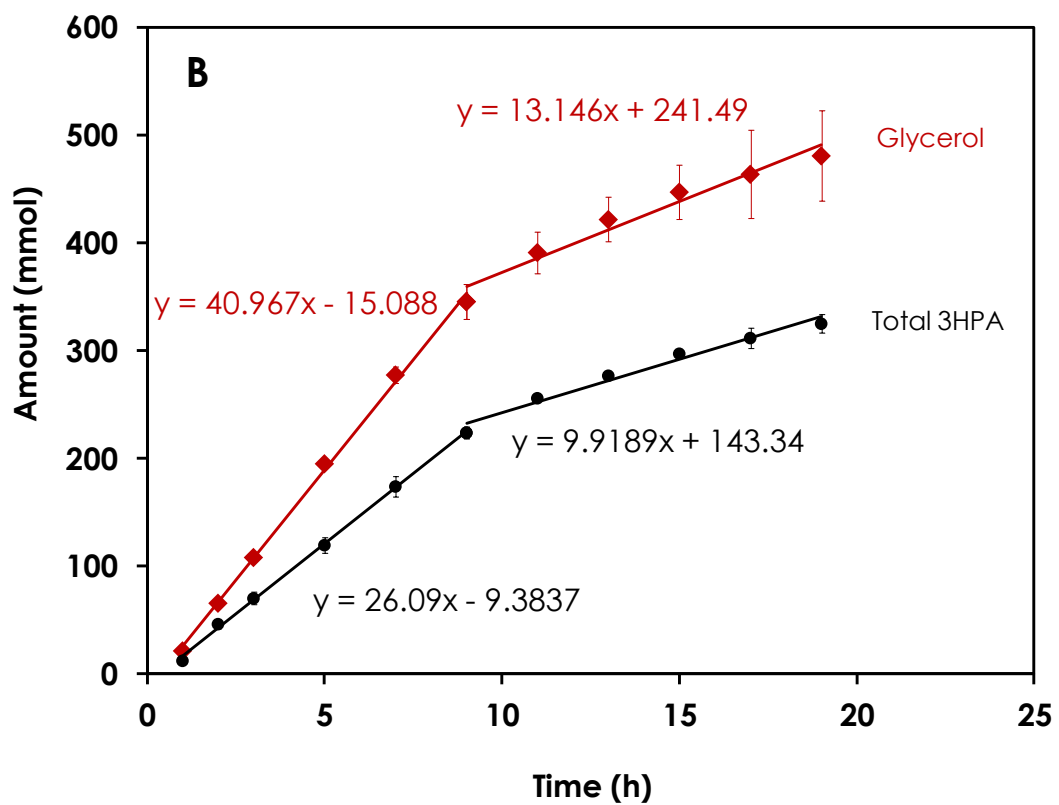 B
600
500
400
300
200
100
0
Amount (mmol)
y = 13.146x + 241.49
Glycerol
y = 40.967x - 15.088
Total 3HPA
y = 9.9189x + 143.34
y = 26.09x - 9.3837
0 5 10 15 20 25
Time (h)